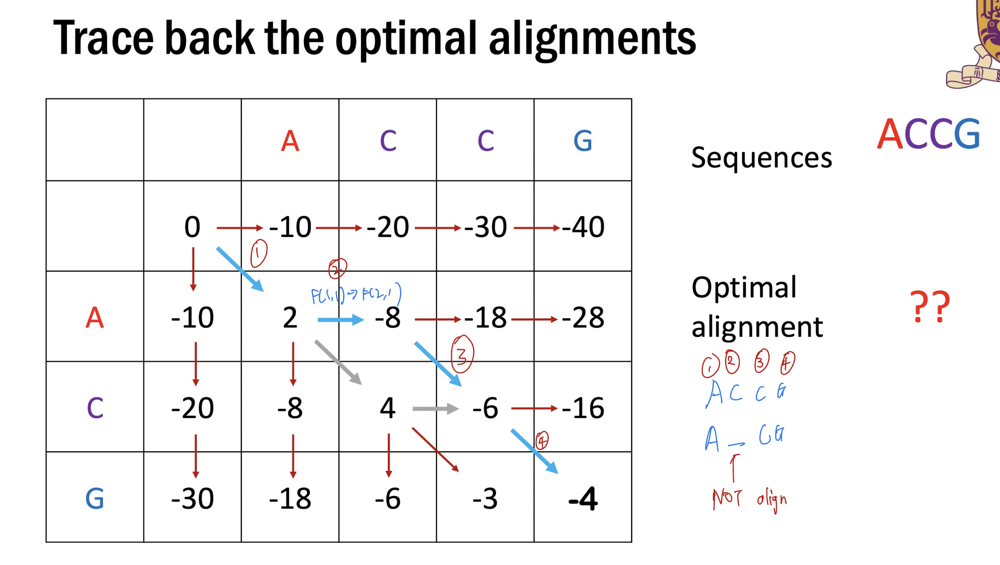 Trace back the optimal alignments
A C C G
Sequences ACCG
0 -10 -20 -30 -40
① ②
F(1,1) → F(2,1)
A -10 2 -8 -18 -28
③
C -20 -8 4 -6 -16
④
G -30 -18 -6 -3 -4
Optimal
alignment
??
① ② ③ ④
A C C G
A _ C G
↑
NOT align